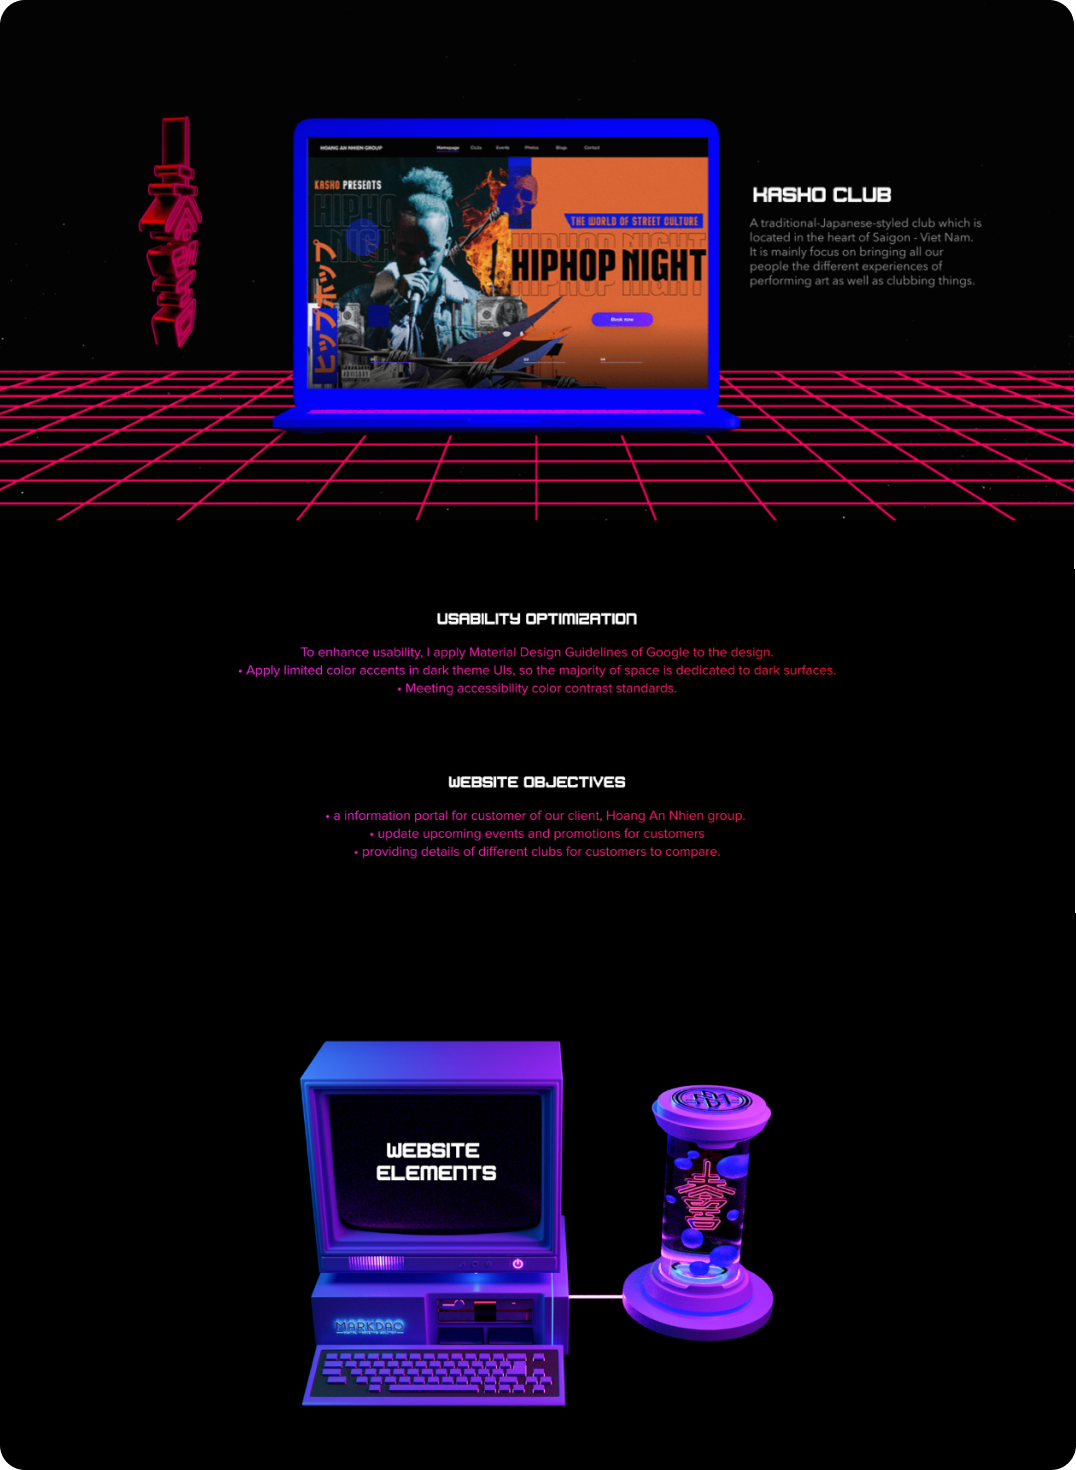 HOANG AN NHIEN GROUP
Homepage Clubs Events Photos Blogs Contact
KASHO PRESENTS
HIPHOP
NIGHT
ヒップホップ
THE WORLD OF STREET CULTURE
HIPHOP NIGHT
Book now
PARENTAL
ADVISORY
KASHO CLUB
A traditional-Japanese-styled club which is
located in the heart of Saigon - Viet Nam.
It is mainly focus on bringing all our
people the different experiences of
performing art as well as clubbing things.
USABILITY OPTIMIZATION
To enhance usability, I apply Material Design Guidelines of Google to the design.
• Apply limited color accents in dark theme UIs, so the majority of space is dedicated to dark surfaces.
• Meeting accessibility color contrast standards.
WEBSITE OBJECTIVES
• a information portal for customer of our client, Hoang An Nhien group.
• update upcoming events and promotions for customers
• providing details of different clubs for customers to compare.
WEBSITE
ELEMENTS
MARKDAO